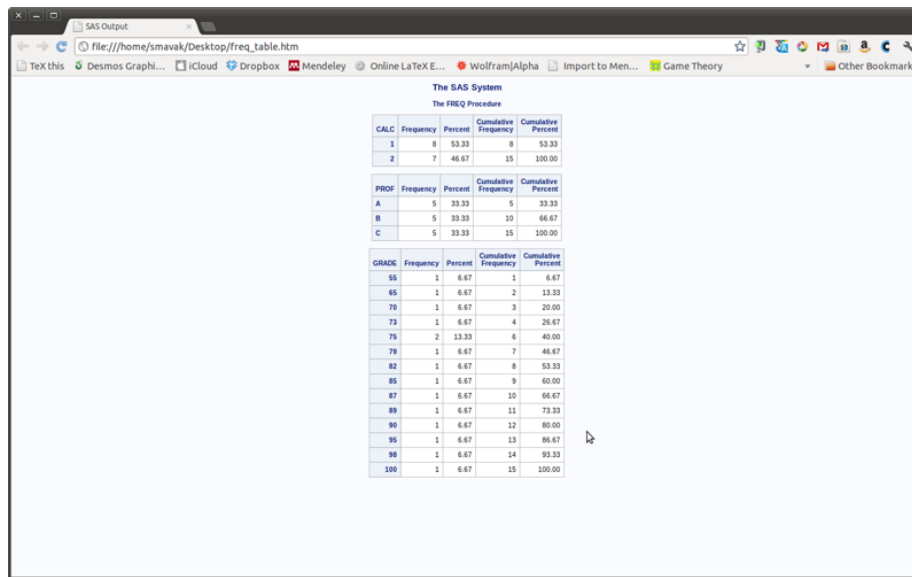 SAS Output
file:///home/smavak/Desktop/freq_table.htm
TeX this Desmos Graphi... iCloud Dropbox Mendeley Online LaTeX E... Wolfram|Alpha Import to Men... Game Theory Other Bookmark
The SAS System
The FREQ Procedure
CALC Frequency Percent Cumulative Frequency Cumulative Percent
1 8 53.33 8 53.33
2 7 46.67 15 100.00
PROF Frequency Percent Cumulative Frequency Cumulative Percent
A 5 33.33 5 33.33
B 5 33.33 10 66.67
C 5 33.33 15 100.00
GRADE Frequency Percent Cumulative Frequency Cumulative Percent
55 1 6.67 1 6.67
65 1 6.67 2 13.33
70 1 6.67 3 20.00
73 1 6.67 4 26.67
75 2 13.33 6 40.00
79 1 6.67 7 46.67
82 1 6.67 8 53.33
85 1 6.67 9 60.00
87 1 6.67 10 66.67
89 1 6.67 11 73.33
90 1 6.67 12 80.00
95 1 6.67 13 86.67
98 1 6.67 14 93.33
100 1 6.67 15 100.00